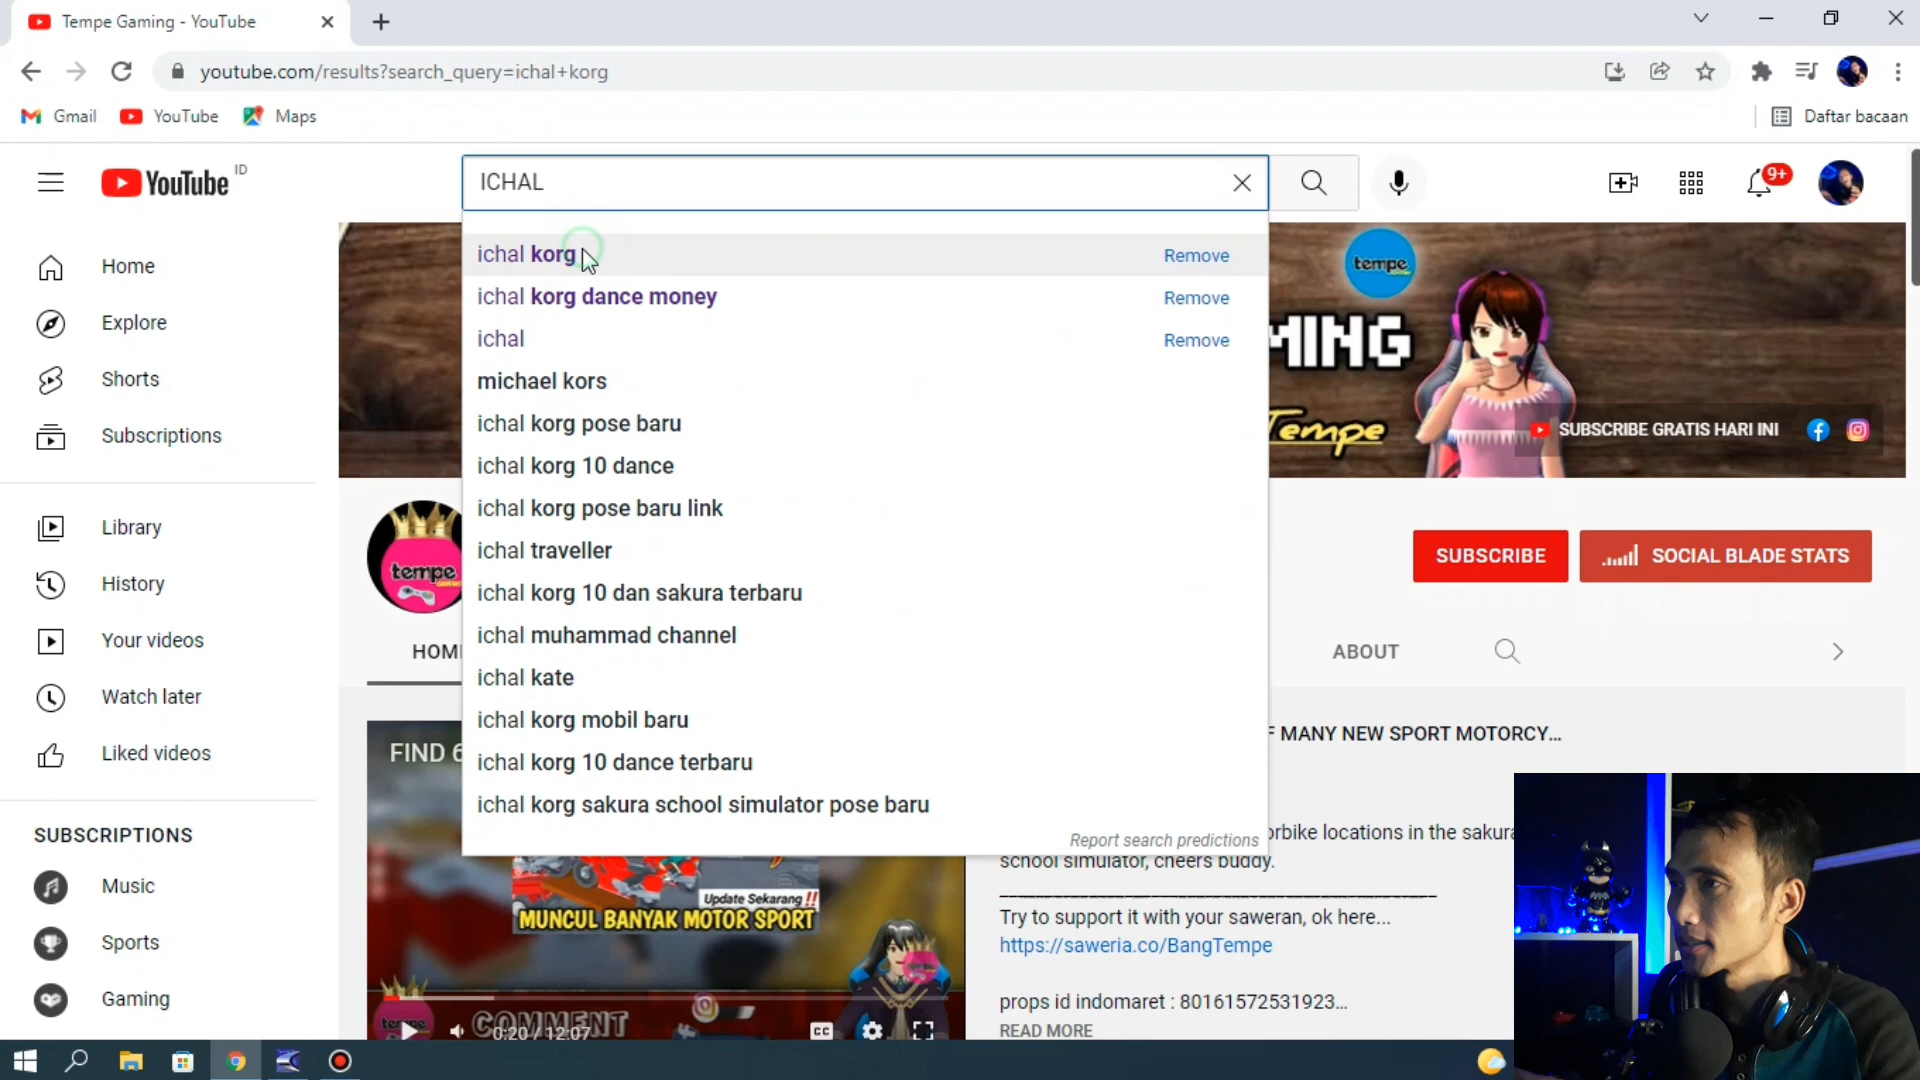 Tempe Gaming - YouTube
youtube.com/results?search_query=ichal+korg
Gmail YouTube Maps Daftar bacaan
YouTube ID
ICHAL
9+
Home
Explore
Shorts
Subscriptions
Library
History
Your videos
Watch later
Liked videos
SUBSCRIPTIONS
Music
Sports
Gaming
ichal korg Remove
ichal korg dance money Remove
ichal Remove
michael kors
ichal korg pose baru
ichal korg 10 dance
ichal korg pose baru link
ichal traveller
ichal korg 10 dan sakura terbaru
ichal muhammad channel
ichal kate
ichal korg mobil baru
ichal korg 10 dance terbaru
ichal korg sakura school simulator pose baru
Report search predictions
tempe
MING
Tempe
SUBSCRIBE GRATIS HARI INI
tempe
SUBSCRIBE SOCIAL BLADE STATS
HOM ABOUT
FIND 6
Update Sekarang !!
MUNCUL BANYAK MOTOR SPORT
tempe
COMMENT
0:20 / 12:07
CC
F MANY NEW SPORT MOTORCY...
orbike locations in the sakura
school simulator, cheers buddy.
Try to support it with your saweran, ok here...
https://saweria.co/BangTempe
props id indomaret : 80161572531923...
READ MORE